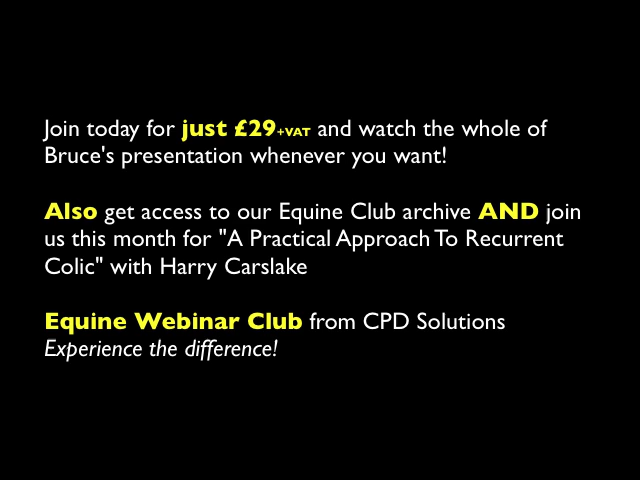 Join today for just £29+VAT and watch the whole of
Bruce's presentation whenever you want!
Also get access to our Equine Club archive AND join
us this month for "A Practical Approach To Recurrent
Colic" with Harry Carslake
Equine Webinar Club from CPD Solutions
Experience the difference!